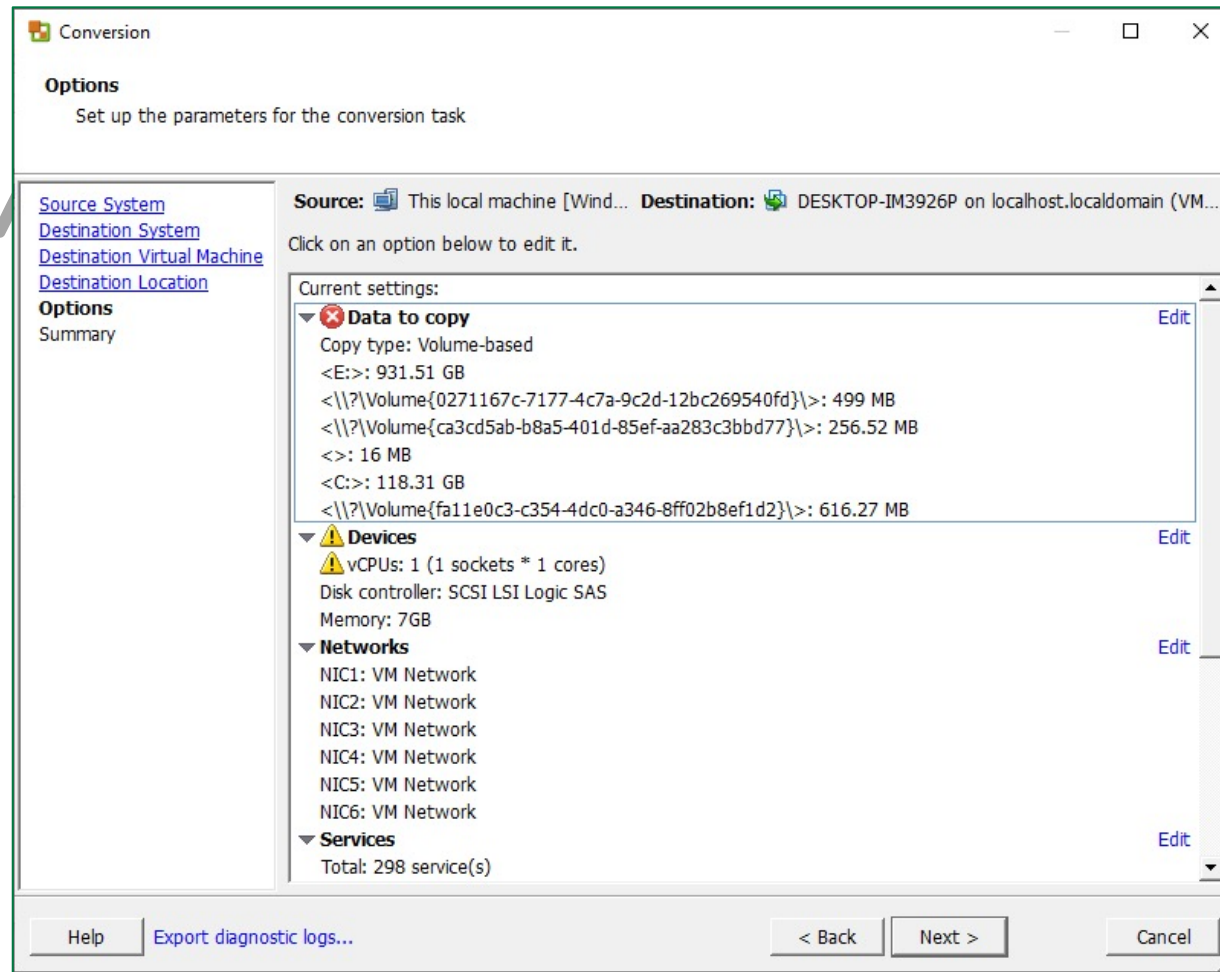 Conversion
Options
Set up the parameters for the conversion task
Source System
Destination System
Destination Virtual Machine
Destination Location
Options
Summary
Source: This local machine [Wind... Destination: DESKTOP-IM3926P on localhost.localdomain (VM...
Click on an option below to edit it.
Current settings:
Data to copy Edit
Copy type: Volume-based
<E:>: 931.51 GB
<\\?\Volume{0271167c-7177-4c7a-9c2d-12bc269540fd}\>: 499 MB
<\\?\Volume{ca3cd5ab-b8a5-401d-85ef-aa283c3bbd77}\>: 256.52 MB
<>: 16 MB
<C:>: 118.31 GB
<\\?\Volume{fa11e0c3-c354-4dc0-a346-8ff02b8ef1d2}\>: 616.27 MB
Devices Edit
vCPUs: 1 (1 sockets * 1 cores)
Disk controller: SCSI LSI Logic SAS
Memory: 7GB
Networks Edit
NIC1: VM Network
NIC2: VM Network
NIC3: VM Network
NIC4: VM Network
NIC5: VM Network
NIC6: VM Network
Services Edit
Total: 298 service(s)
Help Export diagnostic logs... < Back Next > Cancel